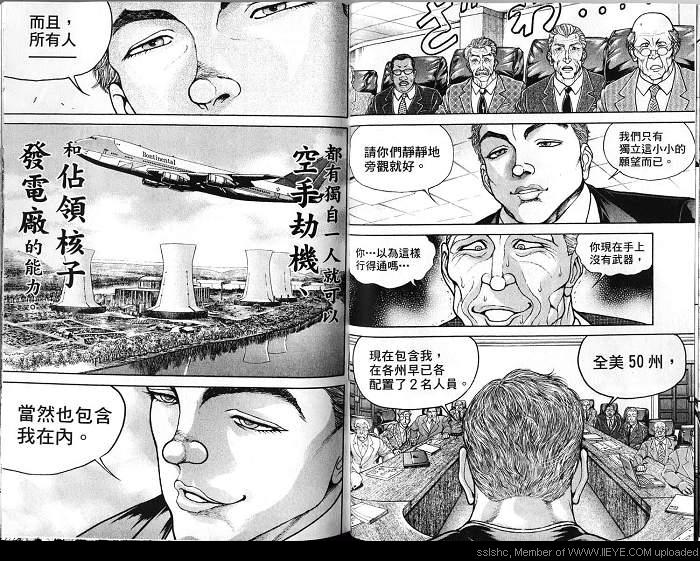 ざわ
我們只有
獨立這小小的
願望而已。
請你們靜靜地
旁觀就好。
你現在手上
沒有武器，
你…以為這樣
行得通嗎…
全美50州，
現在包含我，
在各州早已各
配置了2名人員。
而且，
所有人
都有獨自一人就可以
空手劫機、
和佔領核子
發電廠的能力。
Continental
當然也包含
我在內。
sslshc, Member of WWW.IIEYE.COM uploaded